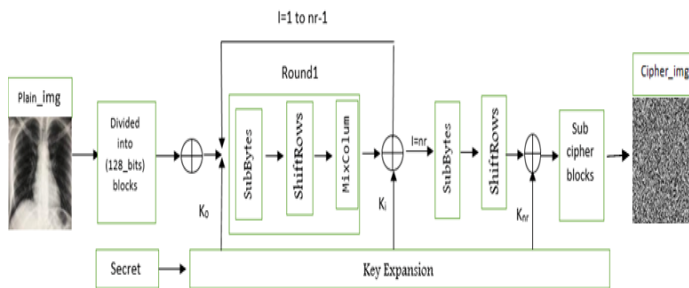 I=1 to nr-1
Round1
Plain_img
Cipher_img
Divided
into
(128_bits)
blocks
SubBytes
ShiftRows
MixColum
I=nr
SubBytes
ShiftRows
Sub
cipher
blocks
K₀
Kᵢ
Kₙᵣ
Secret
Key Expansion